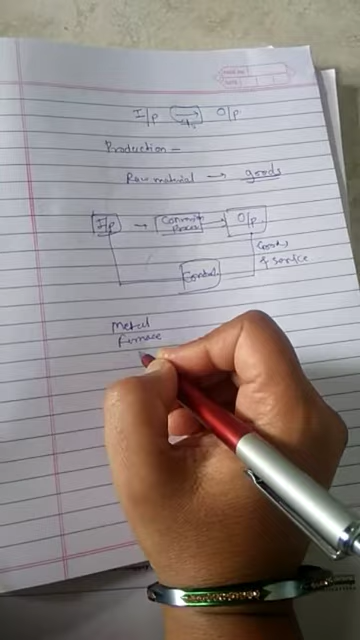 I/p → O/p
Production –
Raw material → goods
I/p → Conversion Process → O/p
Goods
& Service
Control
Metal
furnace